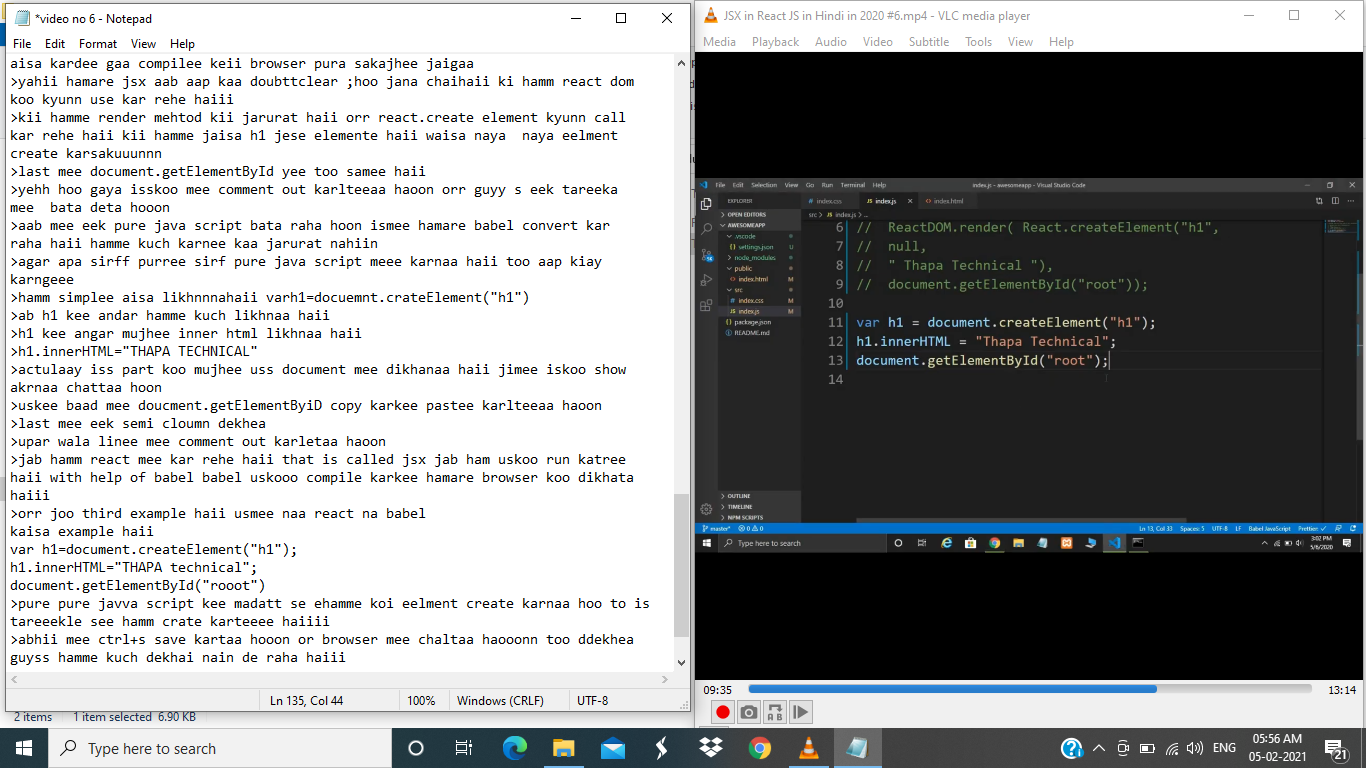 *video no 6 - Notepad
File Edit Format View Help
aisa kardee gaa compilee keii browser pura sakajhee jaigaa
>yahii hamare jsx aab aap kaa doubttclear ;hoo jana chaihaii ki hamm react dom
koo kyunn use kar rehe haiii
>kii hamme render mehtod kii jarurat haii orr react.create element kyunn call
kar rehe haii kii hamme jaisa h1 jese elemente haii waisa naya  naya eelment
create karsakuuunnn
>last mee document.getElementById yee too samee haii
>yehh hoo gaya isskoo mee comment out karlteeaa haoon orr guyy s eek tareeka
mee  bata deta hooon
>aab mee eek pure java script bata raha hoon ismee hamare babel convert kar
raha haii hamme kuch karnee kaa jarurat nahiin
>agar apa sirff purree sirf pure java script meee karnaa haii too aap kiay
karngeee
>hamm simplee aisa likhnnnahaii varh1=docuemnt.crateElement("h1")
>ab h1 kee andar hamme kuch likhnaa haii
>h1 kee angar mujhee inner html likhnaa haii
>h1.innerHTML="THAPA TECHNICAL"
>actulaay iss part koo mujhee uss document mee dikhanaa haii jimee iskoo show
akrnaa chattaa hoon
>uskee baad mee doucment.getElementByiD copy karkee pastee karlteeaa haoon
>last mee eek semi cloumn dekhea
>upar wala linee mee comment out karletaa haoon
>jab hamm react mee kar rehe haii that is called jsx jab ham uskoo run katree
haii with help of babel babel uskooo compile karkee hamare browser koo dikhata
haiii
>orr joo third example haii usmee naa react na babel
kaisa example haii
var h1=document.createElement("h1");
h1.innerHTML="THAPA technical";
document.getElementById("rooot")
>pure pure javva script kee madatt se ehamme koi eelment create karnaa hoo to is
tareeekle see hamm crate karteeee haiiii
>abhii mee ctrl+s save kartaa hooon or browser mee chaltaa haooonn too ddekhea
guyss hamme kuch dekhai nain de raha haiii
Ln 135, Col 44 100% Windows (CRLF) UTF-8
2 items 1 item selected 6.90 KB
JSX in React JS in Hindi in 2020 #6.mp4 - VLC media player
Media Playback Audio Video Subtitle Tools View Help
File Edit Selection View Go Run Terminal Help index.js - awesomeapp - Visual Studio Code
EXPLORER
# index.css JS index.js × <> index.html
src > JS index.js > ...
OPEN EDITORS
AWESOMEAPP
.vscode
settings.json U
node_modules
public
index.html M
src
index.css M
index.js M
package.json
README.md
OUTLINE
TIMELINE
NPM SCRIPTS
6 //  ReactDOM.render( React.createElement("h1",
7 //  null,
8 //  " Thapa Technical "),
9 //  document.getElementById("root"));
10
11 var h1 = document.createElement("h1");
12 h1.innerHTML = "Thapa Technical";
13 document.getElementById("root");
14
master* 0 0 Ln 13, Col 33 Spaces: 5 UTF-8 LF Babel JavaScript Prettier: ✓
Type here to search 3:02 PM
5/8/2020
09:35 13:14
A B
Type here to search
ENG 05:56 AM
05-02-2021
21